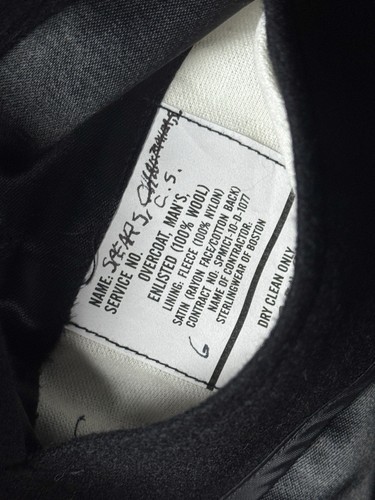 NAME: SPEARS, C.S.
SERVICE NO.
OVERCOAT, MAN'S,
ENLISTED (100% WOOL)
LINING: FLEECE (100% NYLON)
SATIN (RAYON FACE/COTTON BACK)
CONTRACT NO: SPM1C1-10-D-1077
NAME OF CONTRACTOR:
STERLINGWEAR OF BOSTON
G
DRY CLEAN ONLY